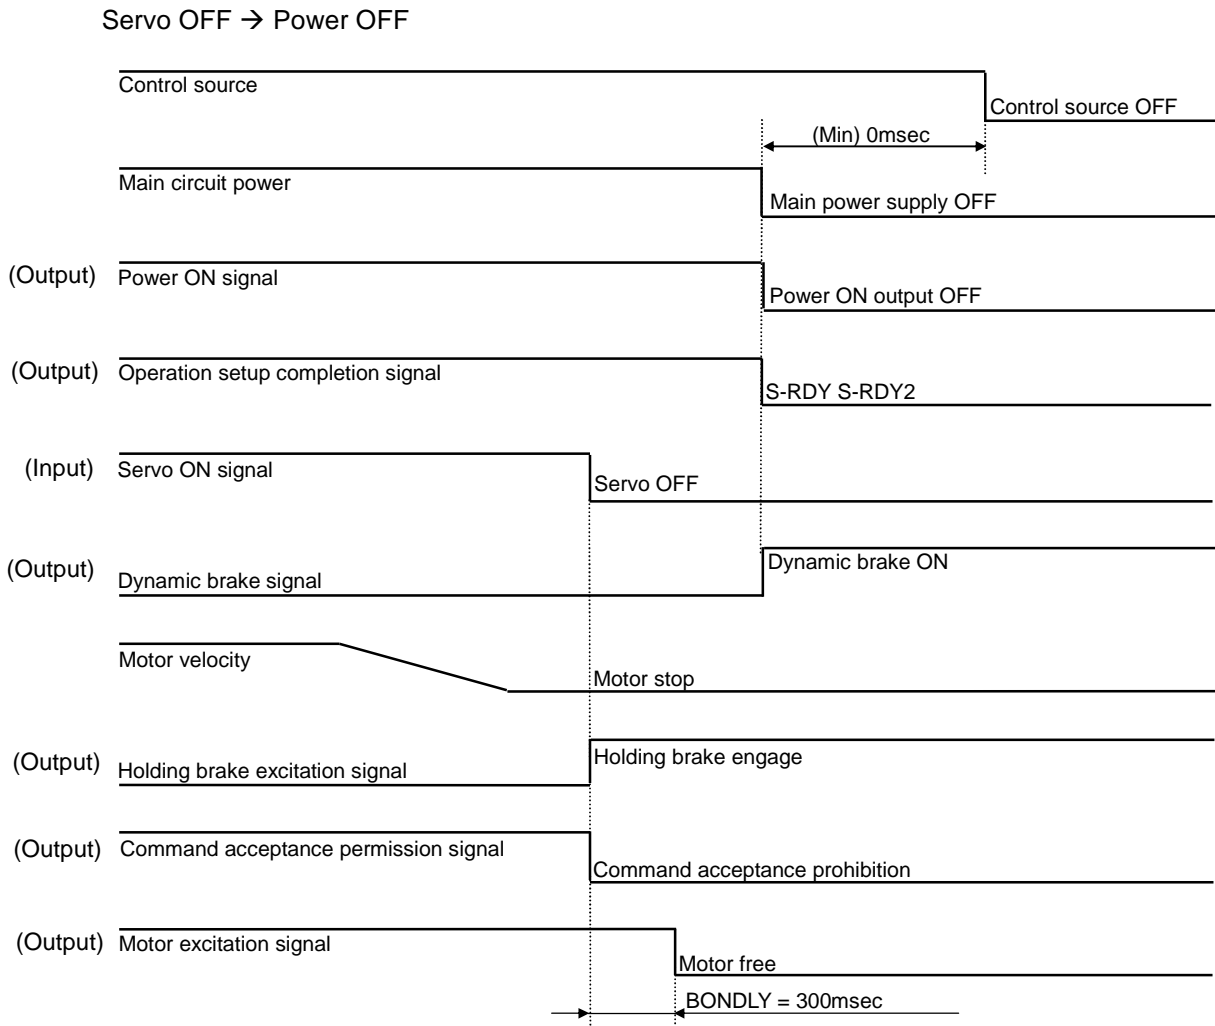 Servo OFF → Power OFF
Control source
Control source OFF
(Min) 0msec
Main circuit power
Main power supply OFF
(Output) Power ON signal
Power ON output OFF
(Output) Operation setup completion signal
S-RDY S-RDY2
(Input) Servo ON signal
Servo OFF
Dynamic brake ON
(Output) Dynamic brake signal
Motor velocity
Motor stop
Holding brake engage
(Output) Holding brake excitation signal
(Output) Command acceptance permission signal
Command acceptance prohibition
(Output) Motor excitation signal
Motor free
BONDLY = 300msec